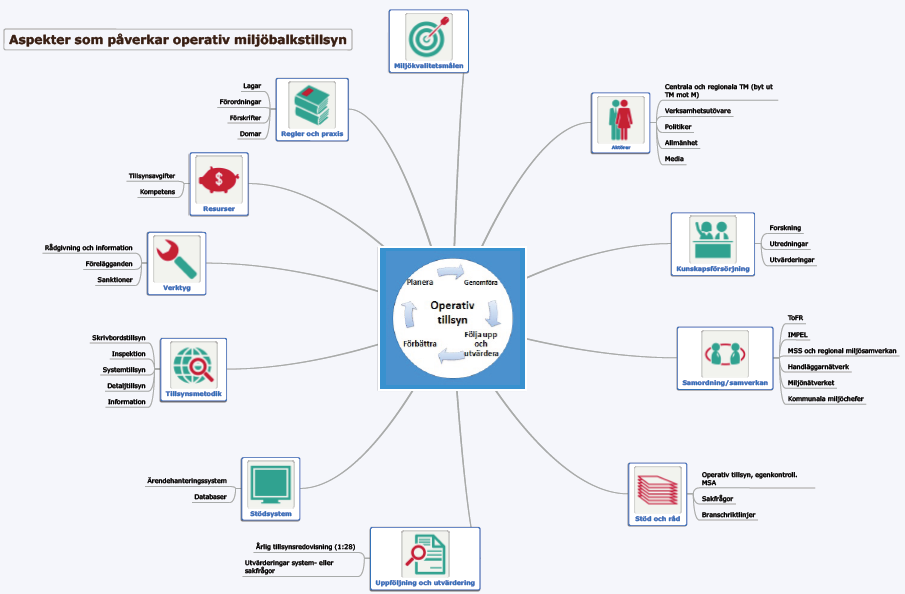 Aspekter som påverkar operativ miljöbalkstillsyn
Miljökvalitetsmålen
Lagar
Förordningar
Förskrifter
Domar
Regler och praxis
Tillsynsavgifter
Kompetens
Resurser
Rådgivning och information
Förelägganden
Sanktioner
Verktyg
Skrivbordstillsyn
Inspektion
Systemtillsyn
Detaljtillsyn
Information
Tillsynsmetodik
Ärendehanteringssystem
Databaser
Stödsystem
Årlig tillsynsredovisning (1:28)
Utvärderingar system- eller
sakfrågor
Uppföljning och utvärdering
Planera
Genomföra
Operativ
tillsyn
Förbättra
Följa upp
och
utvärdera
Aktörer
Centrala och regionala TM (byt ut
TM mot M)
Verksamhetsutövare
Politiker
Allmänhet
Media
Kunskapsförsörjning
Forskning
Utredningar
Utvärderingar
Samordning/samverkan
ToFR
IMPEL
MSS och regional miljösamverkan
Handläggarnätverk
Miljönätverket
Kommunala miljöchefer
Stöd och råd
Operativ tillsyn, egenkontroll.
MSA
Sakfrågor
Branschriktlinjer